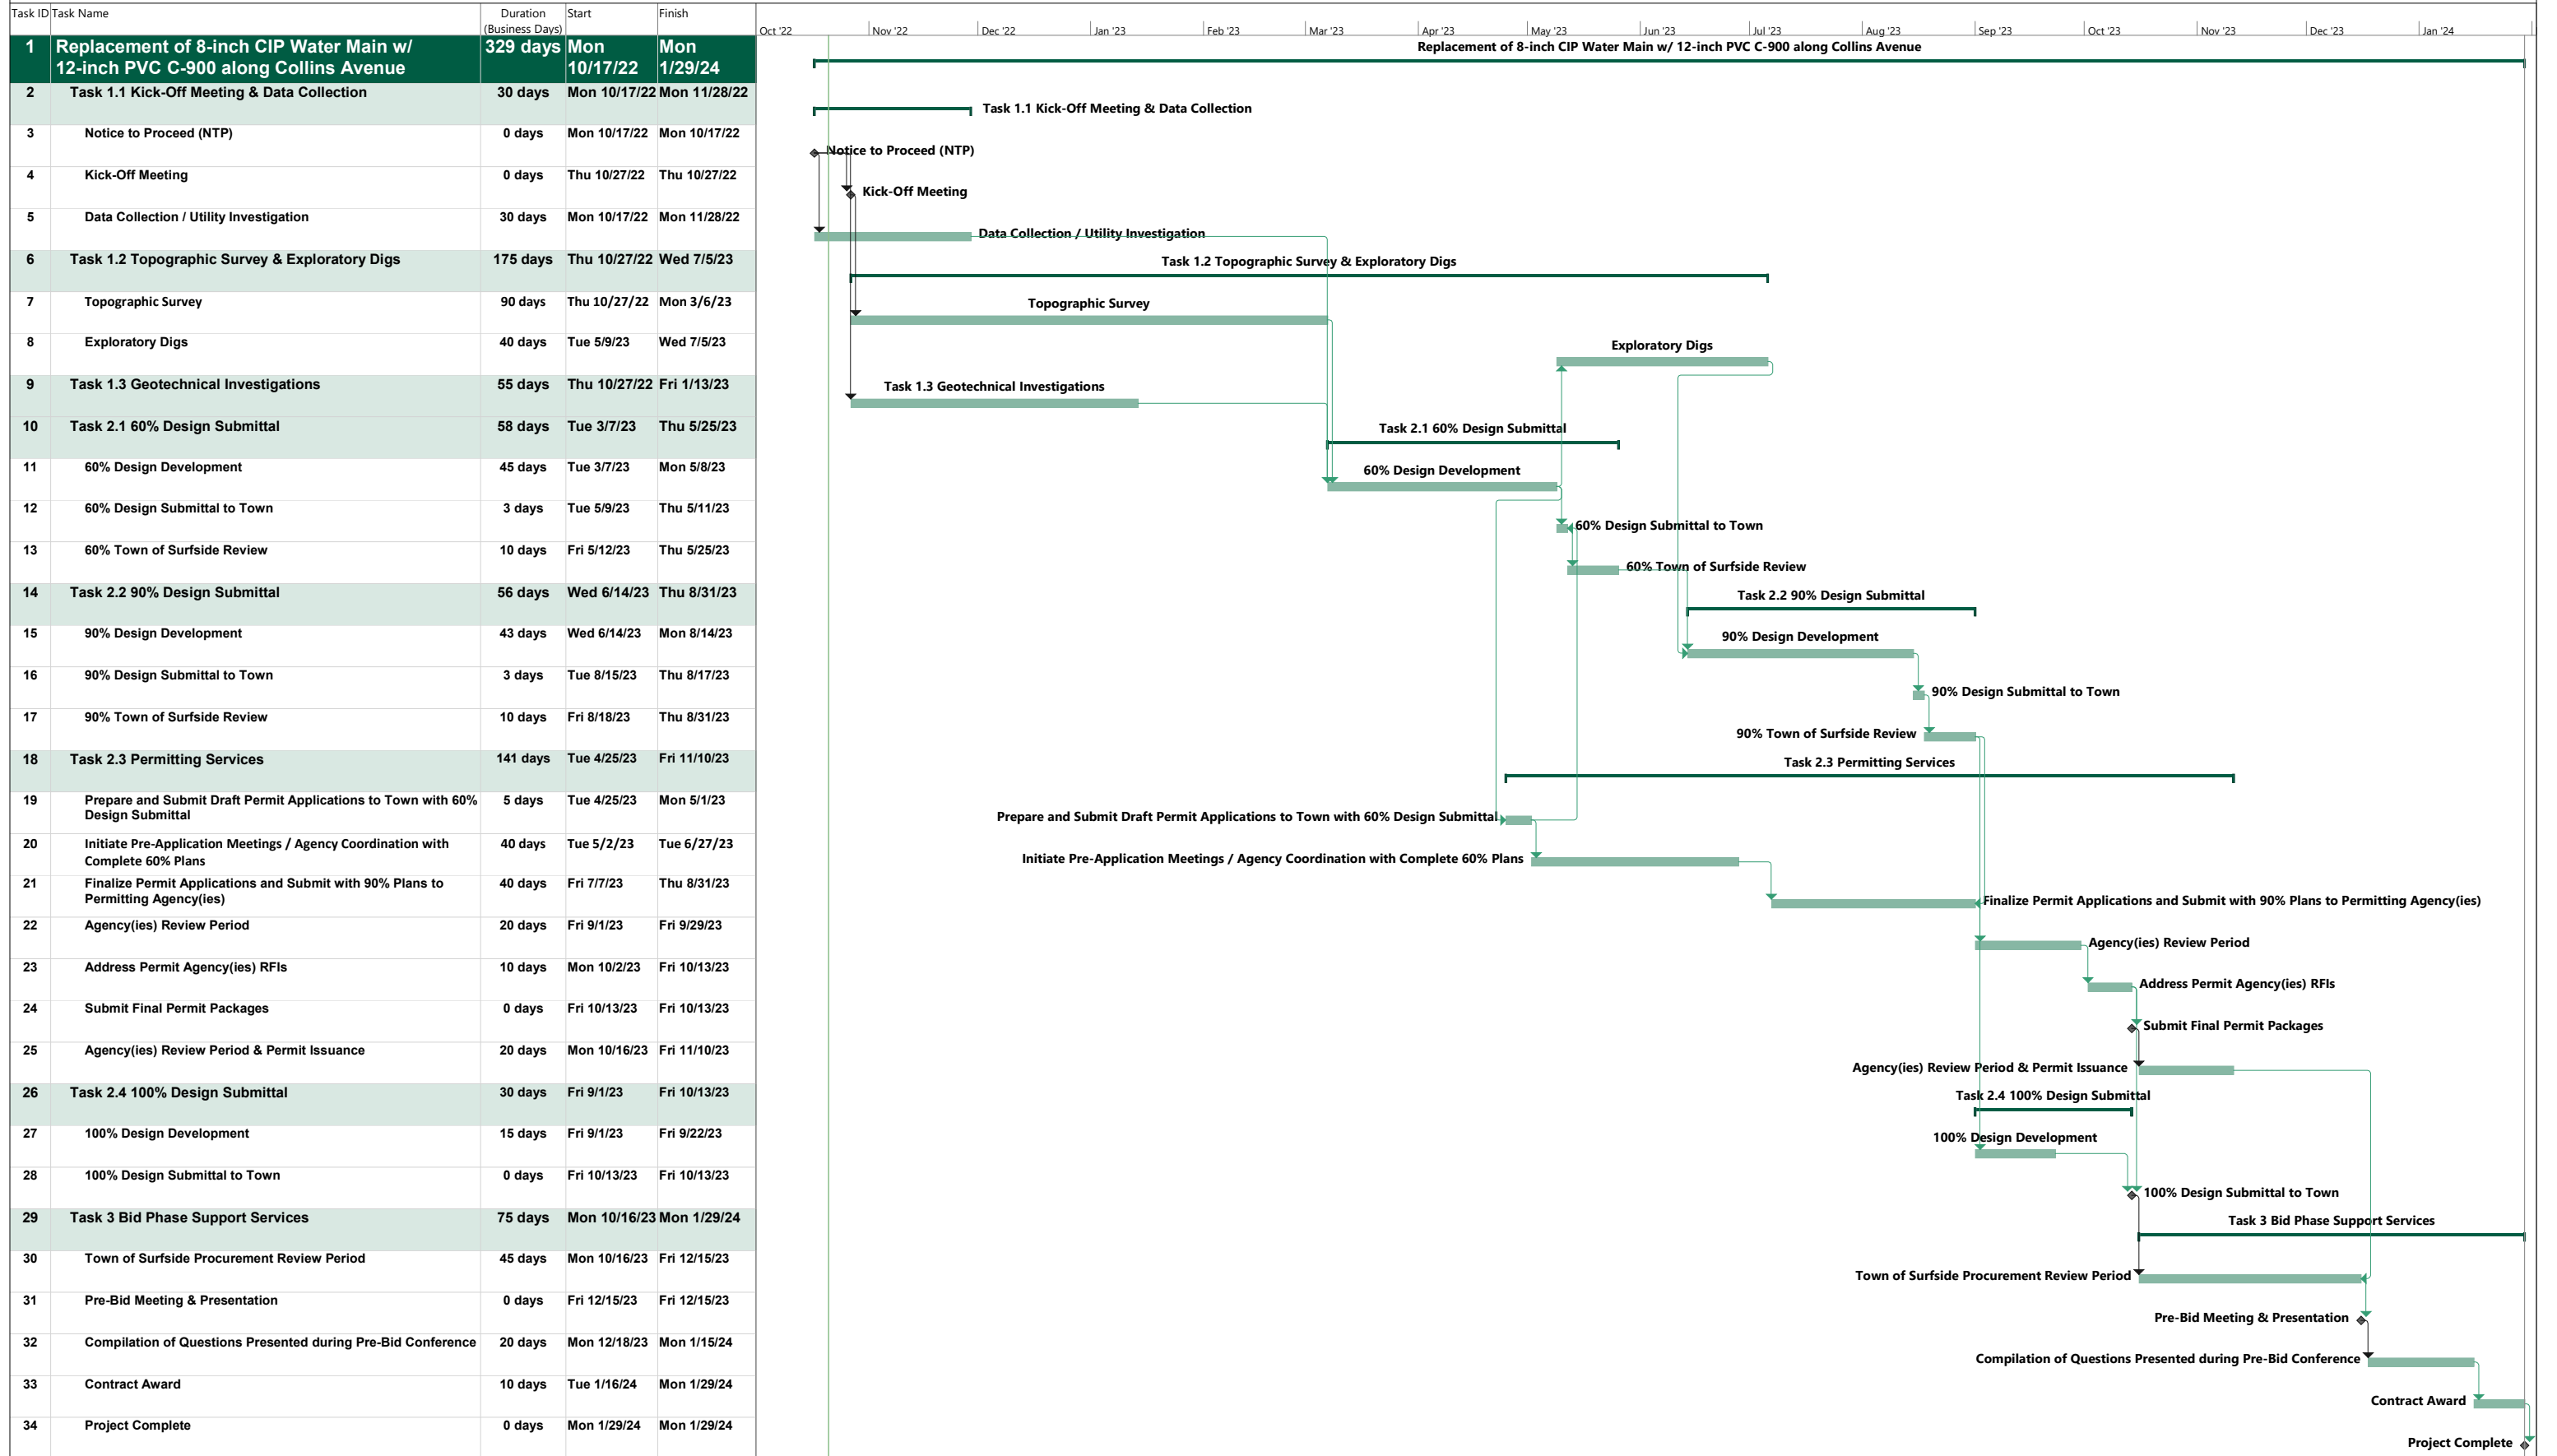 Task ID Task Name Duration Start Finish
(Business Days)
Oct '22 Nov '22 Dec '22 Jan '23 Feb '23 Mar '23 Apr '23 May '23 Jun '23 Jul '23 Aug '23 Sep '23 Oct '23 Nov '23 Dec '23 Jan '24
1 Replacement of 8-inch CIP Water Main w/ 329 days Mon Mon
12-inch PVC C-900 along Collins Avenue 10/17/22 1/29/24
Replacement of 8-inch CIP Water Main w/ 12-inch PVC C-900 along Collins Avenue
2 Task 1.1 Kick-Off Meeting & Data Collection 30 days Mon 10/17/22 Mon 11/28/22
Task 1.1 Kick-Off Meeting & Data Collection
3 Notice to Proceed (NTP) 0 days Mon 10/17/22 Mon 10/17/22
Notice to Proceed (NTP)
4 Kick-Off Meeting 0 days Thu 10/27/22 Thu 10/27/22
Kick-Off Meeting
5 Data Collection / Utility Investigation 30 days Mon 10/17/22 Mon 11/28/22
Data Collection / Utility Investigation
6 Task 1.2 Topographic Survey & Exploratory Digs 175 days Thu 10/27/22 Wed 7/5/23
Task 1.2 Topographic Survey & Exploratory Digs
7 Topographic Survey 90 days Thu 10/27/22 Mon 3/6/23
Topographic Survey
8 Exploratory Digs 40 days Tue 5/9/23 Wed 7/5/23
Exploratory Digs
9 Task 1.3 Geotechnical Investigations 55 days Thu 10/27/22 Fri 1/13/23
Task 1.3 Geotechnical Investigations
10 Task 2.1 60% Design Submittal 58 days Tue 3/7/23 Thu 5/25/23
Task 2.1 60% Design Submittal
11 60% Design Development 45 days Tue 3/7/23 Mon 5/8/23
60% Design Development
12 60% Design Submittal to Town 3 days Tue 5/9/23 Thu 5/11/23
60% Design Submittal to Town
13 60% Town of Surfside Review 10 days Fri 5/12/23 Thu 5/25/23
60% Town of Surfside Review
14 Task 2.2 90% Design Submittal 56 days Wed 6/14/23 Thu 8/31/23
Task 2.2 90% Design Submittal
15 90% Design Development 43 days Wed 6/14/23 Mon 8/14/23
90% Design Development
16 90% Design Submittal to Town 3 days Tue 8/15/23 Thu 8/17/23
90% Design Submittal to Town
17 90% Town of Surfside Review 10 days Fri 8/18/23 Thu 8/31/23
90% Town of Surfside Review
18 Task 2.3 Permitting Services 141 days Tue 4/25/23 Fri 11/10/23
Task 2.3 Permitting Services
19 Prepare and Submit Draft Permit Applications to Town with 60% 5 days Tue 4/25/23 Mon 5/1/23
Design Submittal
Prepare and Submit Draft Permit Applications to Town with 60% Design Submittal
20 Initiate Pre-Application Meetings / Agency Coordination with 40 days Tue 5/2/23 Tue 6/27/23
Complete 60% Plans
Initiate Pre-Application Meetings / Agency Coordination with Complete 60% Plans
21 Finalize Permit Applications and Submit with 90% Plans to 40 days Fri 7/7/23 Thu 8/31/23
Permitting Agency(ies)
Finalize Permit Applications and Submit with 90% Plans to Permitting Agency(ies)
22 Agency(ies) Review Period 20 days Fri 9/1/23 Fri 9/29/23
Agency(ies) Review Period
23 Address Permit Agency(ies) RFIs 10 days Mon 10/2/23 Fri 10/13/23
Address Permit Agency(ies) RFIs
24 Submit Final Permit Packages 0 days Fri 10/13/23 Fri 10/13/23
Submit Final Permit Packages
25 Agency(ies) Review Period & Permit Issuance 20 days Mon 10/16/23 Fri 11/10/23
Agency(ies) Review Period & Permit Issuance
26 Task 2.4 100% Design Submittal 30 days Fri 9/1/23 Fri 10/13/23
Task 2.4 100% Design Submittal
27 100% Design Development 15 days Fri 9/1/23 Fri 9/22/23
100% Design Development
28 100% Design Submittal to Town 0 days Fri 10/13/23 Fri 10/13/23
100% Design Submittal to Town
29 Task 3 Bid Phase Support Services 75 days Mon 10/16/23 Mon 1/29/24
Task 3 Bid Phase Support Services
30 Town of Surfside Procurement Review Period 45 days Mon 10/16/23 Fri 12/15/23
Town of Surfside Procurement Review Period
31 Pre-Bid Meeting & Presentation 0 days Fri 12/15/23 Fri 12/15/23
Pre-Bid Meeting & Presentation
32 Compilation of Questions Presented during Pre-Bid Conference 20 days Mon 12/18/23 Mon 1/15/24
Compilation of Questions Presented during Pre-Bid Conference
33 Contract Award 10 days Tue 1/16/24 Mon 1/29/24
Contract Award
34 Project Complete 0 days Mon 1/29/24 Mon 1/29/24
Project Complete